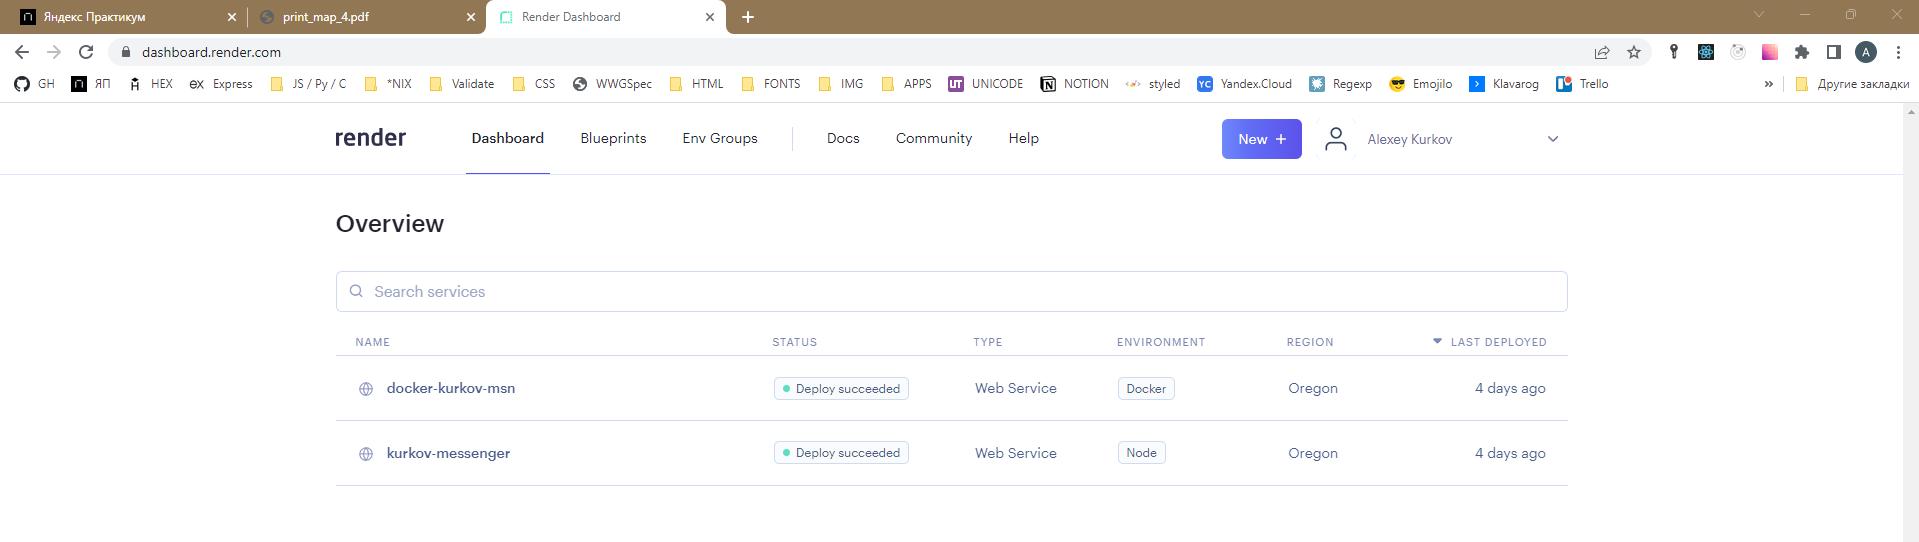 Яндекс Практикум print_map_4.pdf Render Dashboard
dashboard.render.com A
GH ЯП HEX ex Express JS / Py / C *NIX Validate CSS WWGSpec HTML FONTS IMG APPS UT UNICODE NOTION styled YC Yandex.Cloud Regexp Emojilo Klavarog Trello » Другие закладки
render Dashboard Blueprints Env Groups Docs Community Help New + Alexey Kurkov
Overview
Search services
NAME STATUS TYPE ENVIRONMENT REGION LAST DEPLOYED
docker-kurkov-msn Deploy succeeded Web Service Docker Oregon 4 days ago
kurkov-messenger Deploy succeeded Web Service Node Oregon 4 days ago